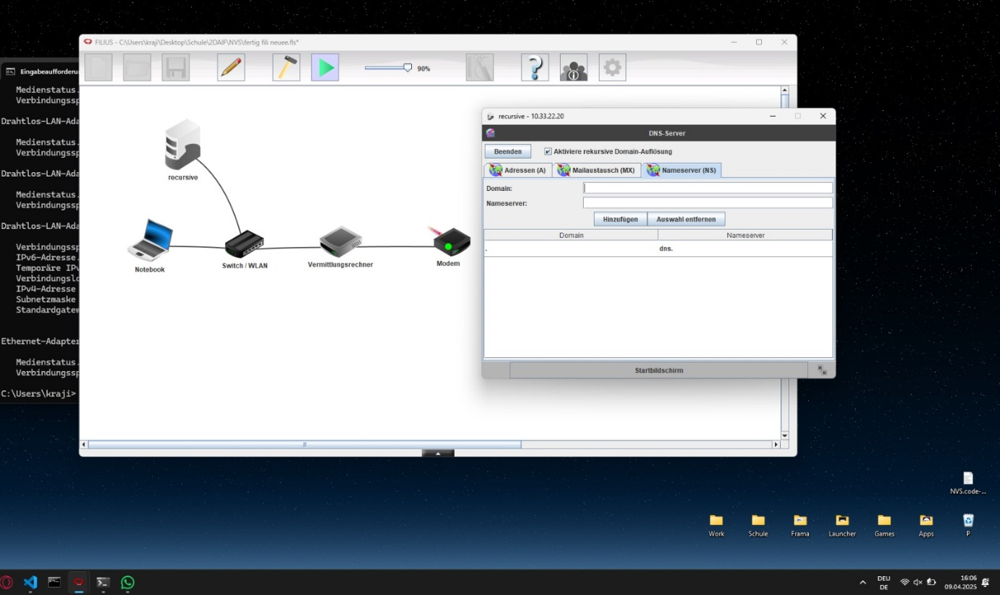 FILIUS - C:\Users\kraji\Desktop\Schule\2DAIF\NVS\fertig fili neuee.fls*
90%
Eingabeaufforderu
Medienstatus.
Verbindungssp
Drahtlos-LAN-Ada
Medienstatus.
Verbindungssp
Drahtlos-LAN-Ada
Medienstatus.
Verbindungssp
Drahtlos-LAN-Ada
Verbindungssp
IPv6-Adresse.
Temporäre IPv
Verbindungslo
IPv4-Adresse
Subnetzmaske
Standardgatew
Ethernet-Adapter
Medienstatus.
Verbindungssp
C:\Users\kraji>
recursive
Notebook
Switch / WLAN
Vermittlungsrechner
Modem
recursive - 10.33.22.20
DNS-Server
Beenden
Aktiviere rekursive Domain-Auflösung
Adressen (A)
Mailaustausch (MX)
Nameserver (NS)
Domain:
Nameserver:
Hinzufügen
Auswahl entfernen
Domain
Nameserver
.
dns.
Startbildschirm
NVS.code-...
Work
Schule
Frama
Launcher
Games
Apps
P
DEU
DE
16:06
09.04.2025